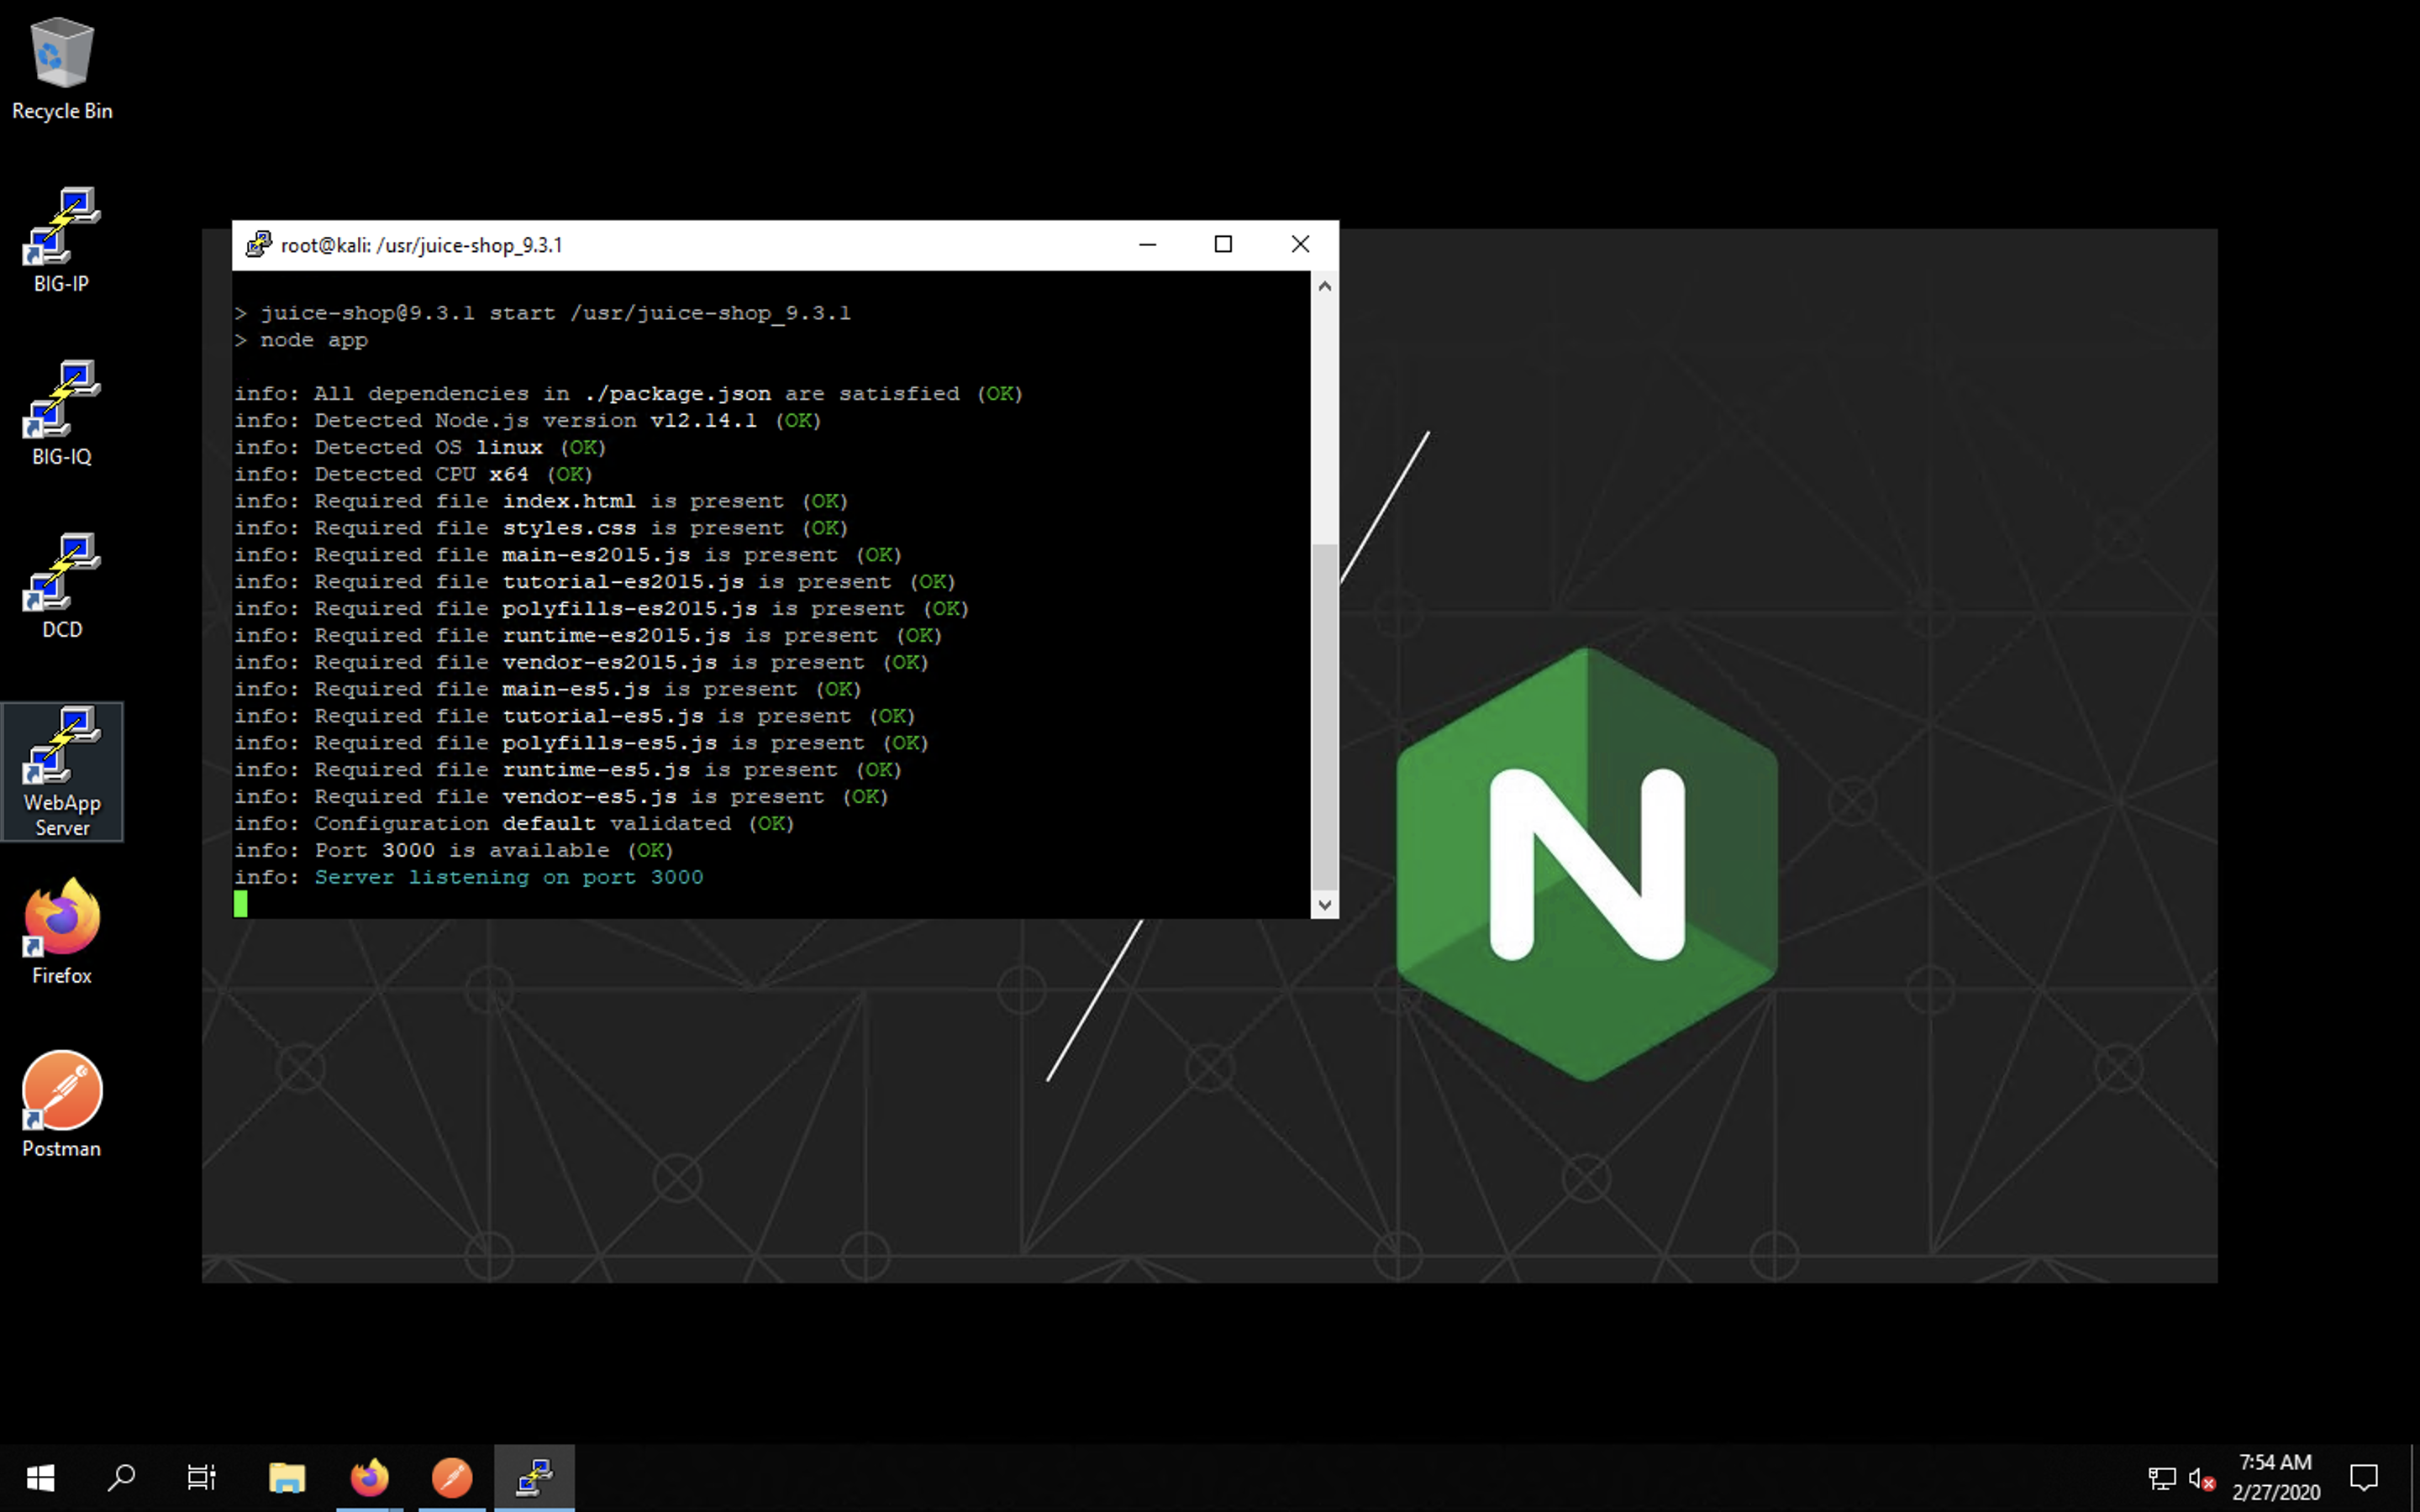 Recycle Bin
BIG-IP
BIG-IQ
DCD
WebApp
Server
Firefox
Postman
root@kali: /usr/juice-shop_9.3.1
> juice-shop@9.3.1 start /usr/juice-shop_9.3.1
> node app
info: All dependencies in ./package.json are satisfied (OK)
info: Detected Node.js version v12.14.1 (OK)
info: Detected OS linux (OK)
info: Detected CPU x64 (OK)
info: Required file index.html is present (OK)
info: Required file styles.css is present (OK)
info: Required file main-es2015.js is present (OK)
info: Required file tutorial-es2015.js is present (OK)
info: Required file polyfills-es2015.js is present (OK)
info: Required file runtime-es2015.js is present (OK)
info: Required file vendor-es2015.js is present (OK)
info: Required file main-es5.js is present (OK)
info: Required file tutorial-es5.js is present (OK)
info: Required file polyfills-es5.js is present (OK)
info: Required file runtime-es5.js is present (OK)
info: Required file vendor-es5.js is present (OK)
info: Configuration default validated (OK)
info: Port 3000 is available (OK)
info: Server listening on port 3000
N
7:54 AM
2/27/2020